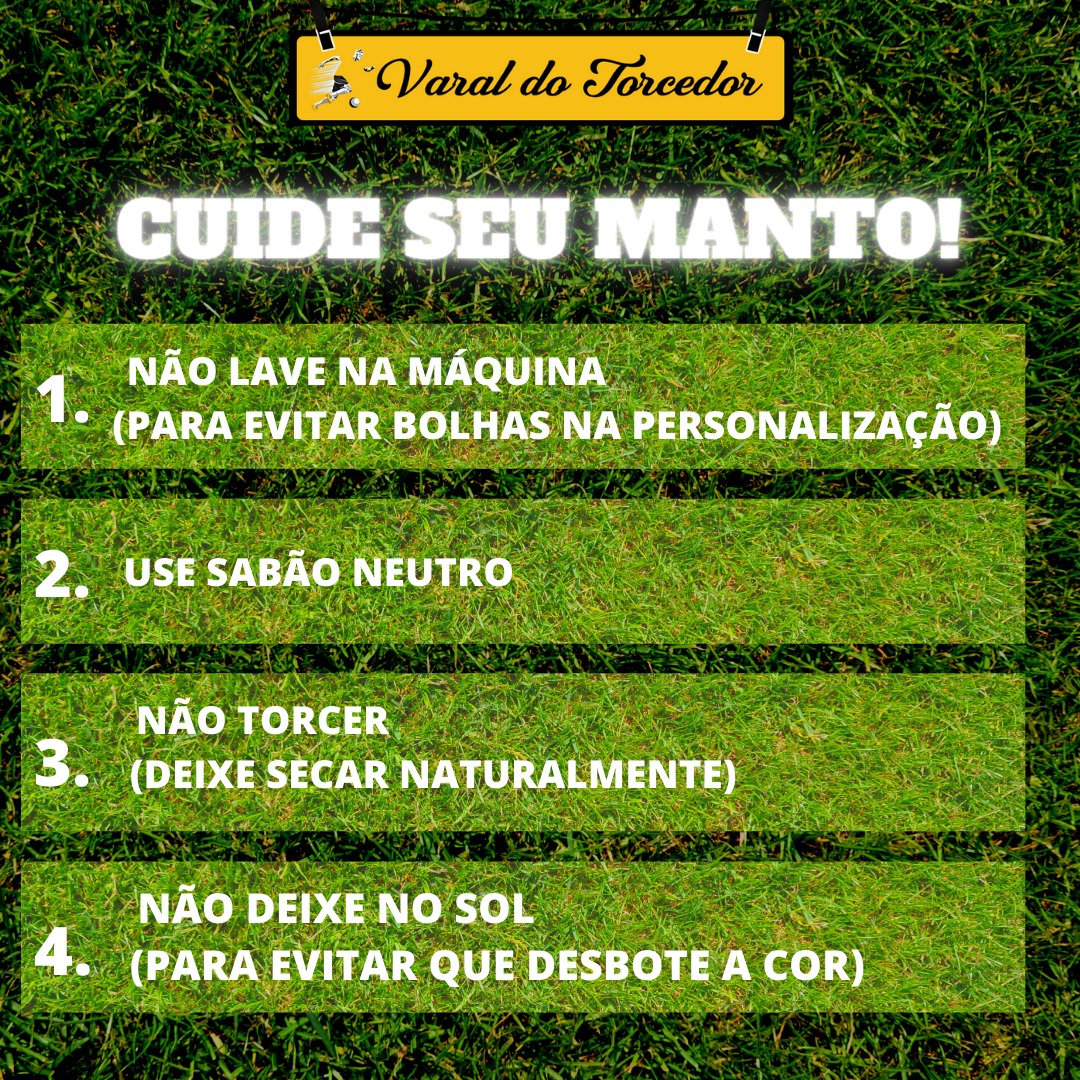 Varal do Torcedor
CUIDE SEU MANTO!
1. NÃO LAVE NA MÁQUINA
(PARA EVITAR BOLHAS NA PERSONALIZAÇÃO)
2. USE SABÃO NEUTRO
3. NÃO TORCER
(DEIXE SECAR NATURALMENTE)
4. NÃO DEIXE NO SOL
(PARA EVITAR QUE DESBOTE A COR)